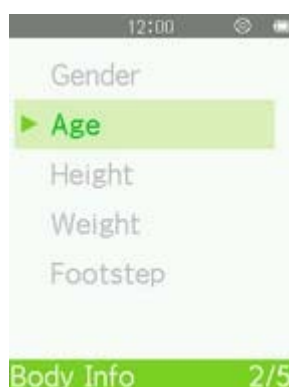 12:00
Gender
Age
Height
Weight
Footstep
Body Info 2/5